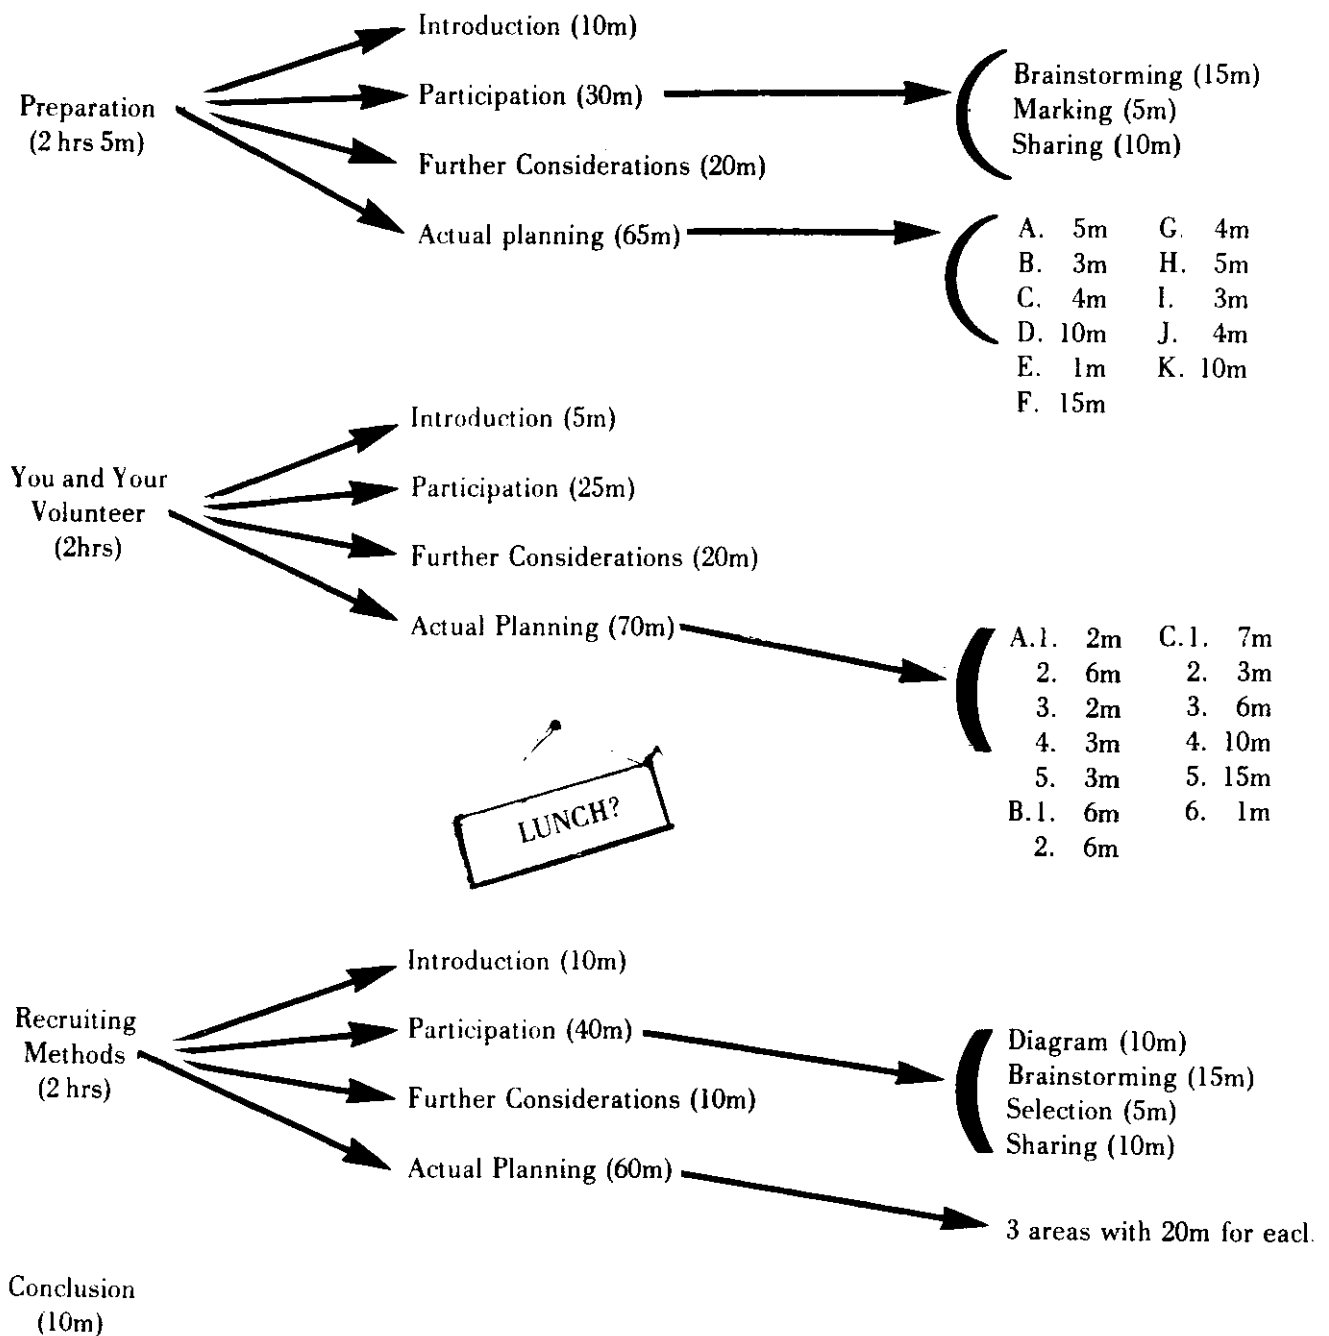 Preparation
(2 hrs 5m)
Introduction (10m)
Participation (30m)
Brainstorming (15m)
Marking (5m)
Sharing (10m)
Further Considerations (20m)
Actual planning (65m)
A. 5m G. 4m
B. 3m H. 5m
C. 4m I. 3m
D. 10m J. 4m
E. 1m K. 10m
F. 15m
You and Your
Volunteer
(2hrs)
Introduction (5m)
Participation (25m)
Further Considerations (20m)
Actual Planning (70m)
A.1. 2m C.1. 7m
2. 6m 2. 3m
3. 2m 3. 6m
4. 3m 4. 10m
5. 3m 5. 15m
B.1. 6m 6. 1m
2. 6m
LUNCH?
Recruiting
Methods
(2 hrs)
Introduction (10m)
Participation (40m)
Diagram (10m)
Brainstorming (15m)
Selection (5m)
Sharing (10m)
Further Considerations (10m)
Actual Planning (60m)
3 areas with 20m for
Conclusion
(10m)